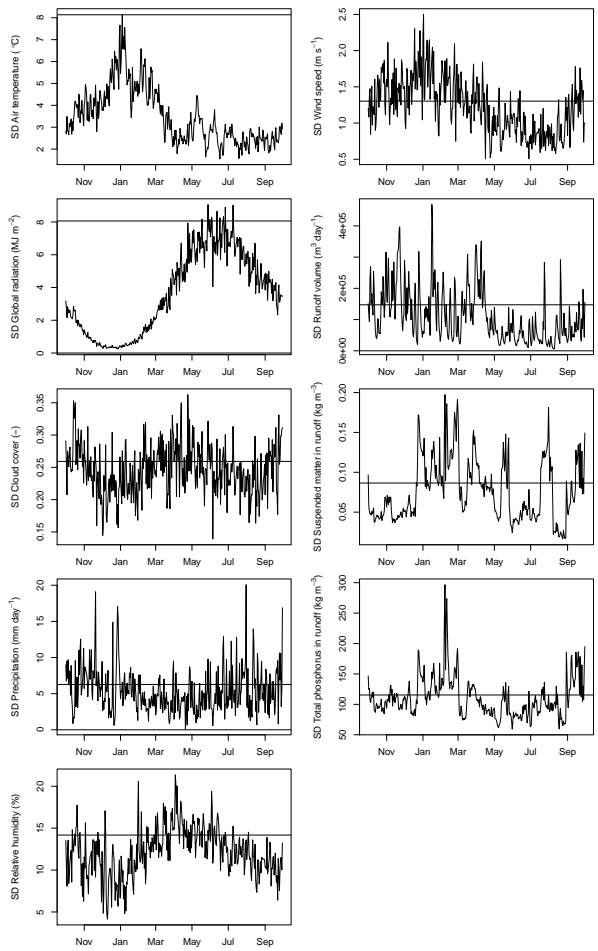 SD Air temperature ( °C)
2 3 4 5 6 7 8
Nov Jan Mar May Jul Sep
SD Wind speed (m s−1)
0.5 1.0 1.5 2.0 2.5
Nov Jan Mar May Jul Sep
SD Global radiation (MJ m−2)
0 2 4 6 8
Nov Jan Mar May Jul Sep
SD Runoff volume (m3 day−1)
0e+00 2e+05 4e+05
Nov Jan Mar May Jul Sep
SD Cloud cover (−)
0.15 0.20 0.25 0.30 0.35
Nov Jan Mar May Jul Sep
SD Suspended matter in runoff (kg m−3)
0.05 0.10 0.15 0.20
Nov Jan Mar May Jul Sep
SD Precipitation (mm day−1)
0 5 10 15 20
Nov Jan Mar May Jul Sep
SD Total phosphorus in runoff (kg m−3)
50 100 150 200 250 300
Nov Jan Mar May Jul Sep
SD Relative humidity (%)
5 10 15 20
Nov Jan Mar May Jul Sep